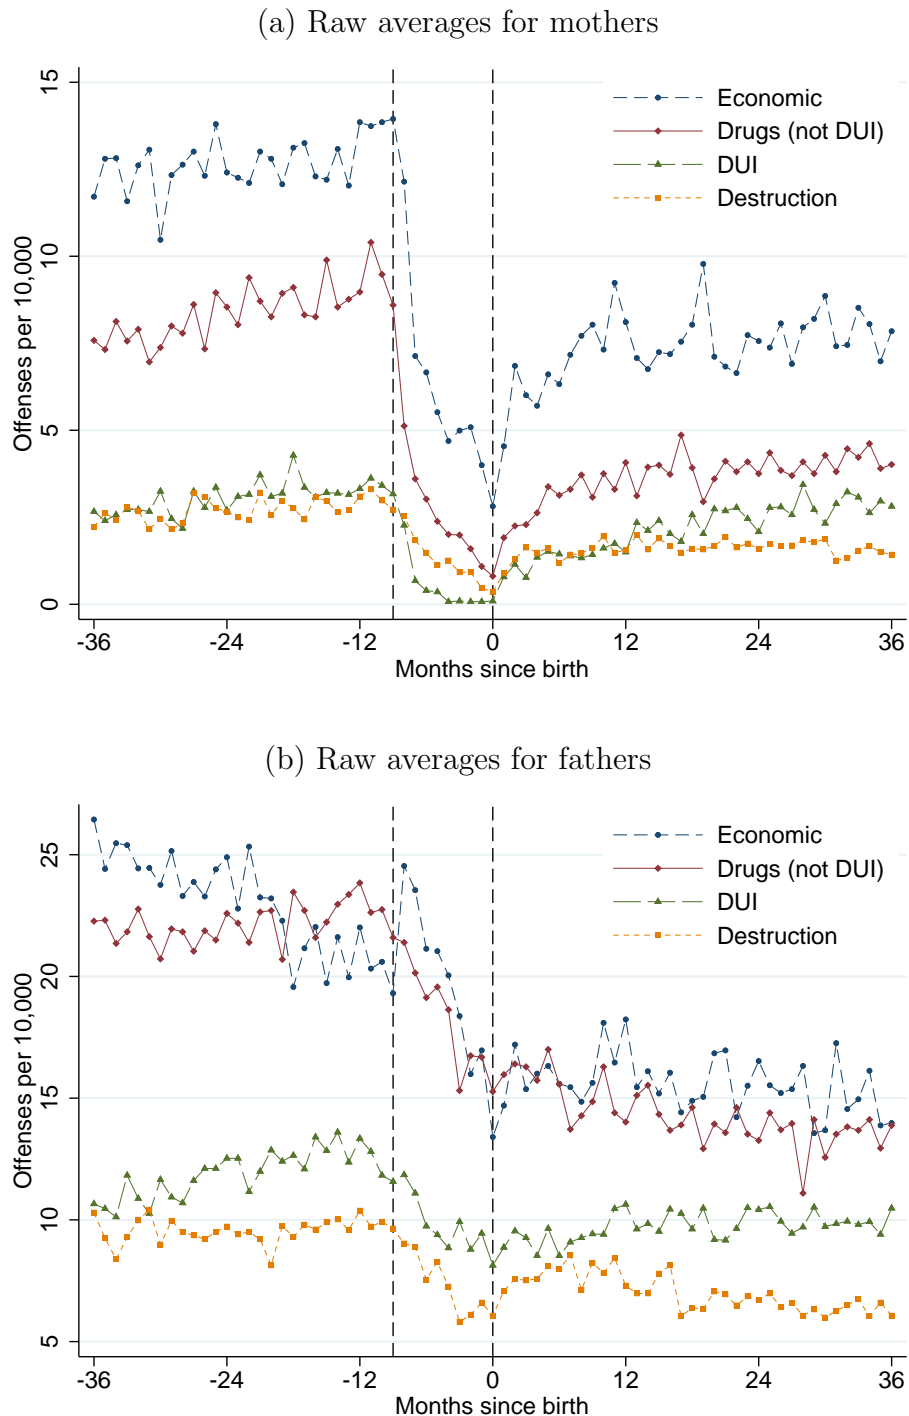 (a) Raw averages for mothers
15
10
5
0
Offenses per 10,000
Economic
Drugs (not DUI)
DUI
Destruction
-36 -24 -12 0 12 24 36
Months since birth
(b) Raw averages for fathers
25
20
15
10
5
Offenses per 10,000
Economic
Drugs (not DUI)
DUI
Destruction
-36 -24 -12 0 12 24 36
Months since birth